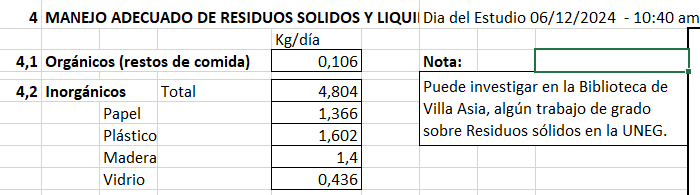 4 MANEJO ADECUADO DE RESIDUOS SOLIDOS Y LIQUI Dia del Estudio 06/12/2024 - 10:40 am
Kg/día
4,1 Orgánicos (restos de comida) 0,106 Nota:
4,2 Inorgánicos Total 4,804
Papel 1,366
Plástico 1,602
Madera 1,4
Vidrio 0,436
Puede investigar en la Biblioteca de
Villa Asia, algún trabajo de grado
sobre Residuos sólidos en la UNEG.